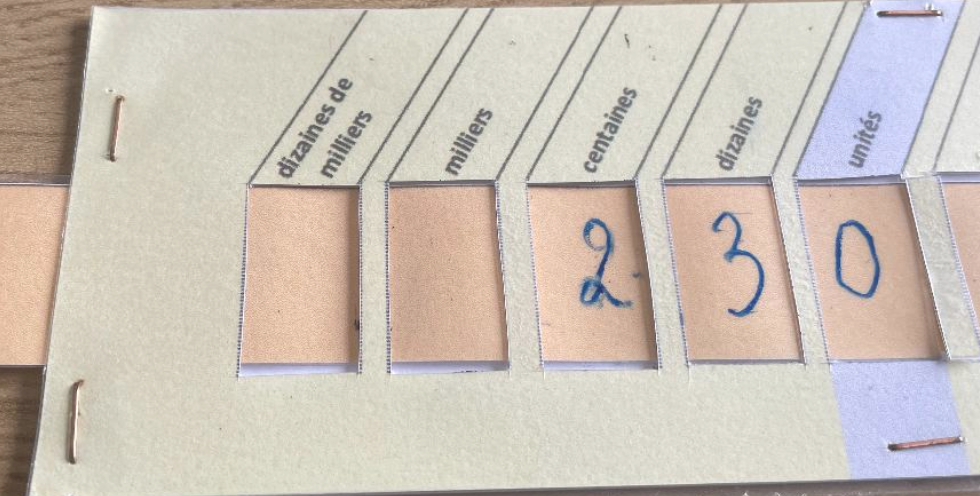 dizaines de
milliers
milliers
centaines
dizaines
unités
2 3 0